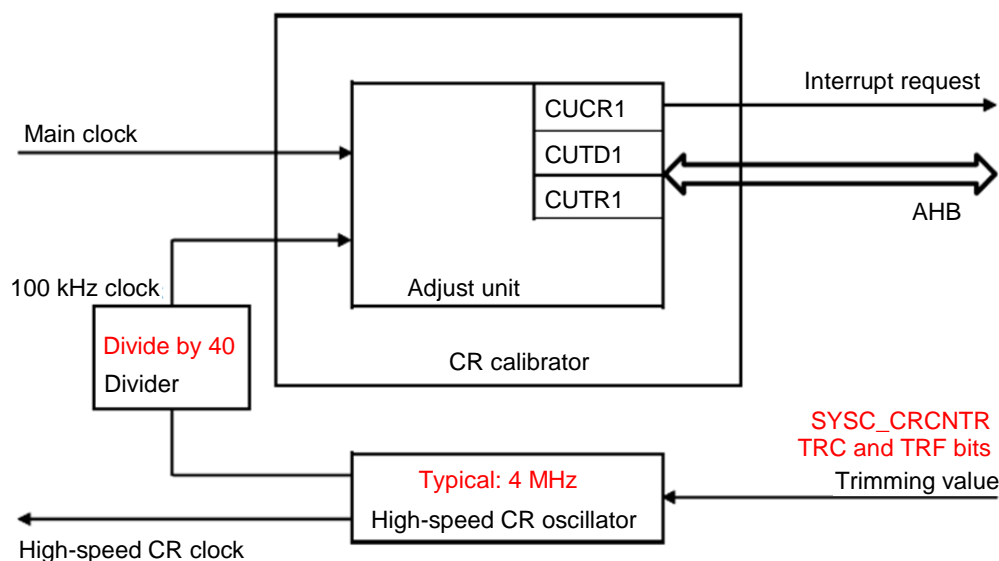 Interrupt request
CUCR1
Main clock
CUTD1
CUTR1
AHB
100 kHz clock
Adjust unit
Divide by 40
Divider
CR calibrator
SYSC_CRCNTR
TRC and TRF bits
Trimming value
Typical: 4 MHz
High-speed CR oscillator
High-speed CR clock